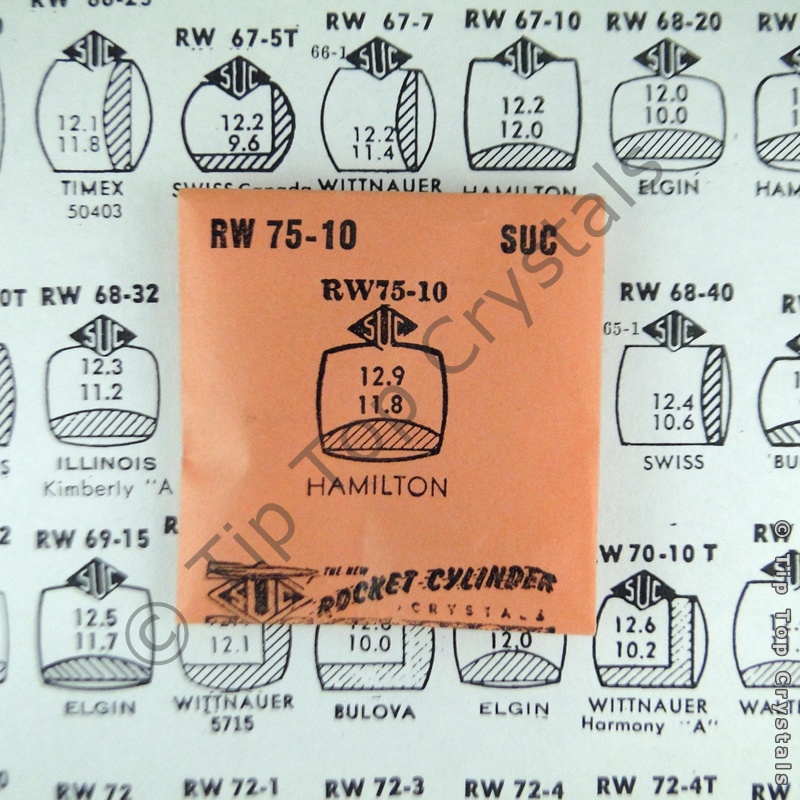 RW 67-5T
RW 67-7
RW 67-10
RW 68-20
RW
66-1
SUC
SUC
SUC
SUC
SUC
12.1
11.8
12.2
9.6
12.2
11.4
12.2
12.0
12.0
10.0
TIMEX
50403
WITTNAUER
HAMILTON
ELGIN
HAM
RW 75-10
SUC
RW75-10
SUC
12.9
11.8
HAMILTON
THE NEW
ROCKET-CYLINDER
CRYSTALS
SUC
0T
RW 68-32
SUC
12.3
11.2
ILLINOIS
Kimberly "A
RW 68-40
65-1
SUC
12.4
10.6
SWISS
RW 69-15
SUC
12.5
11.7
ELGIN
12.1
WITTNAUER
5715
10.0
BULOVA
12.0
ELGIN
W 70-10 T
SUC
12.6
10.2
WITTNAUER
Harmony "A"
RW 72
RW 72-1
RW 72-3
RW 72-4
RW 72-4T
RW
© Tip Top Crystals
© Tip Top Crystals